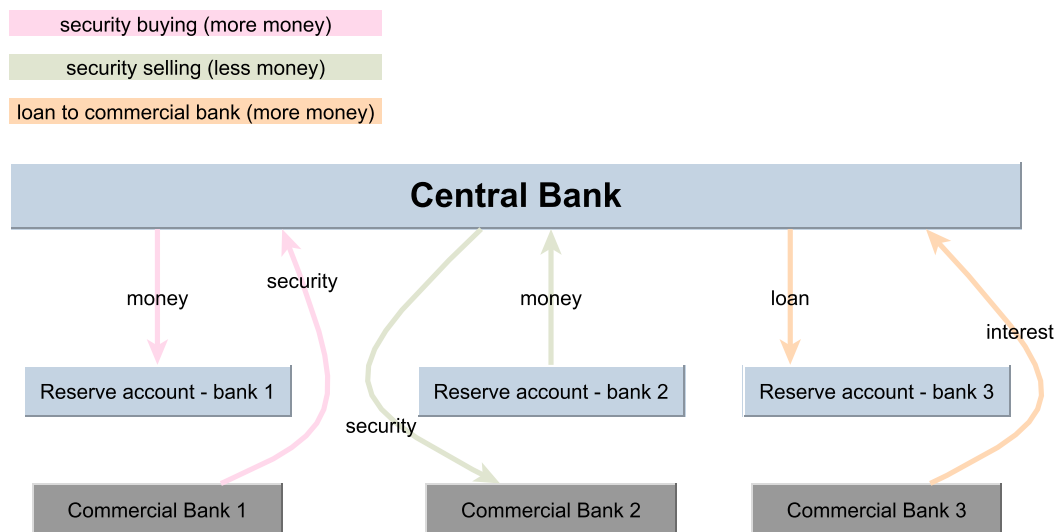 security buying (more money)
security selling (less money)
loan to commercial bank (more money)
Central Bank
security
money
money
loan
interest
Reserve account - bank 1
Reserve account - bank 2
Reserve account - bank 3
security
Commercial Bank 1
Commercial Bank 2
Commercial Bank 3